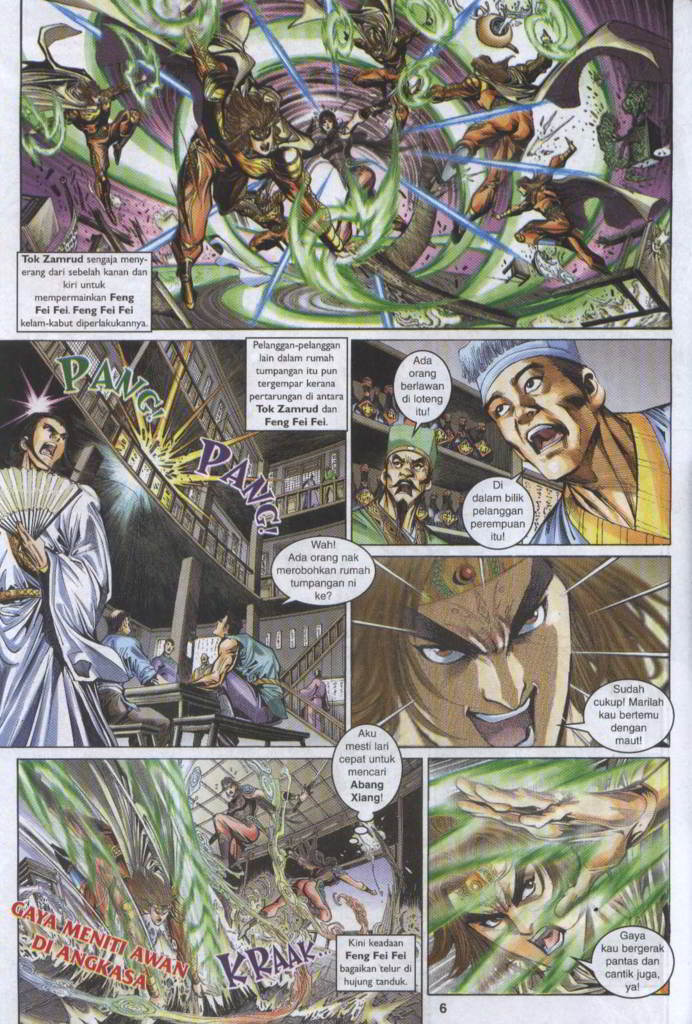 Tok Zamrud sengaja meny-
erang dari sebelah kanan dan
kiri untuk
mempermainkan Feng
Fei Fei. Feng Fei Fei
kelam-kabut diperlakukannya.
PANG!
Pelanggan-pelanggan
lain dalam rumah
tumpangan itu pun
tergempar kerana
pertarungan di antara
Tok Zamrud dan
Feng Fei Fei.
PANG!
Wah!
Ada orang nak
merobohkan rumah
tumpangan ni
ke?
Ada
orang
berlawan
di loteng
itu!
Di
dalam bilik
pelanggan
perempuan
itu!
Sudah
cukup! Marilah
kau bertemu
dengan
maut!
Aku
mesti lari
cepat untuk
mencari
Abang
Xiang!
GAYA MENITI AWAN
DI ANGKASA
KRAAK
Kini keadaan
Feng Fei Fei
bagaikan telur di
hujung tanduk.
Gaya
kau bergerak
pantas dan
cantik juga,
ya!
6